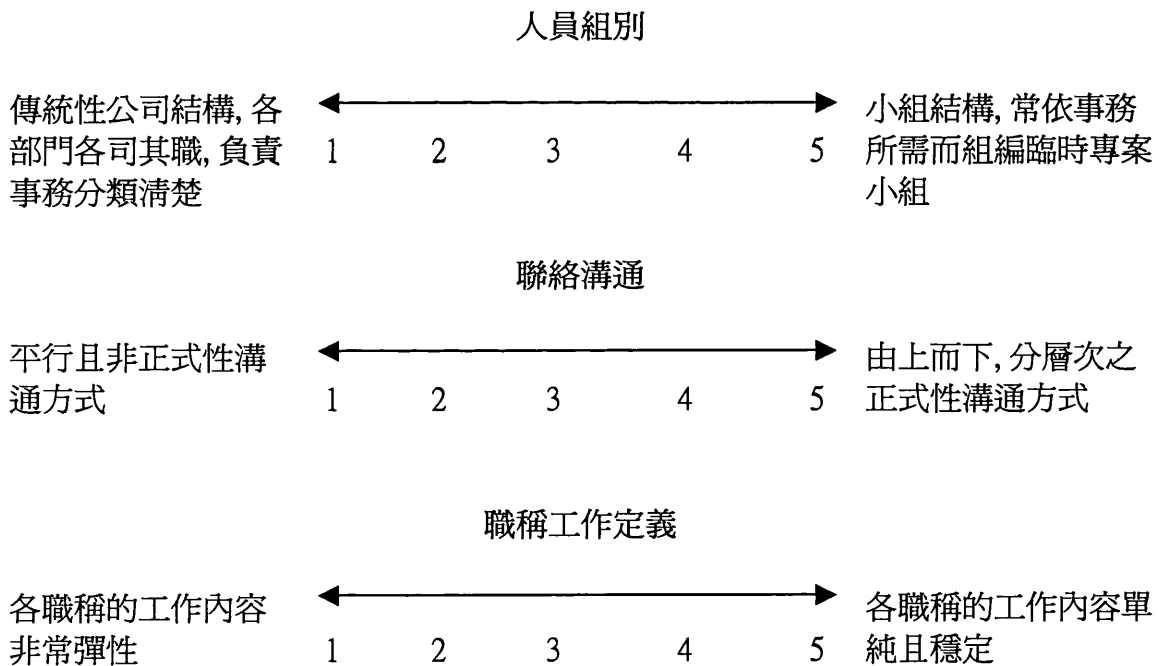 人員組別
傳統性公司結構, 各
部門各司其職, 負責
事務分類清楚
1 2 3 4 5
小組結構, 常依事務
所需而組編臨時專案
小組
聯絡溝通
平行且非正式性溝
通方式
1 2 3 4 5
由上而下, 分層次之
正式性溝通方式
職稱工作定義
各職稱的工作內容
非常彈性
1 2 3 4 5
各職稱的工作內容單
純且穩定